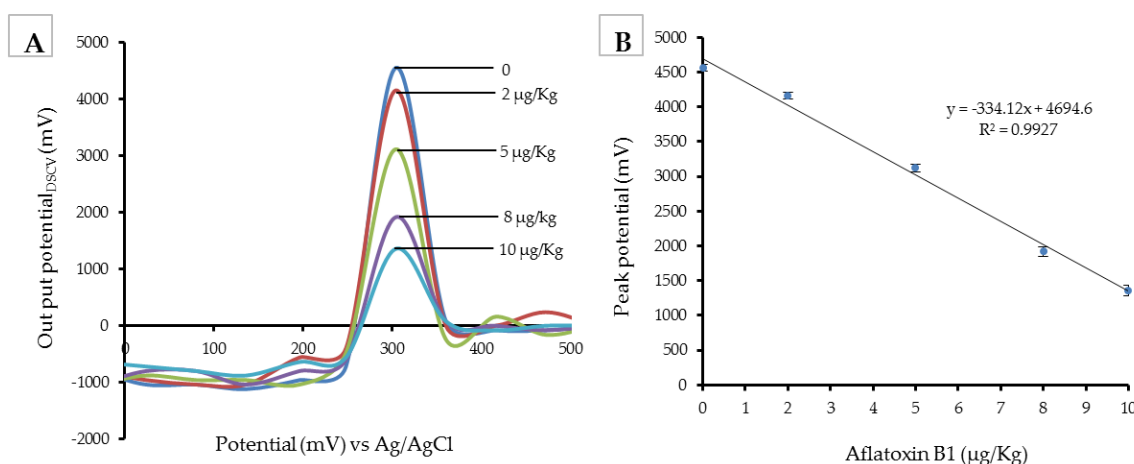 A
Out put potential DSCV (mV)
5000
4000
3000
2000
1000
0
-1000
-2000
0
100
200
300
400
500
0
2 µg/Kg
5 µg/Kg
8 µg/kg
10 µg/Kg
Potential (mV) vs Ag/AgCl
B
Peak potential (mV)
5000
4500
4000
3500
3000
2500
2000
1500
1000
500
0
y = -334.12x + 4694.6
R² = 0.9927
0 1 2 3 4 5 6 7 8 9 10
Aflatoxin B1 (µg/Kg)